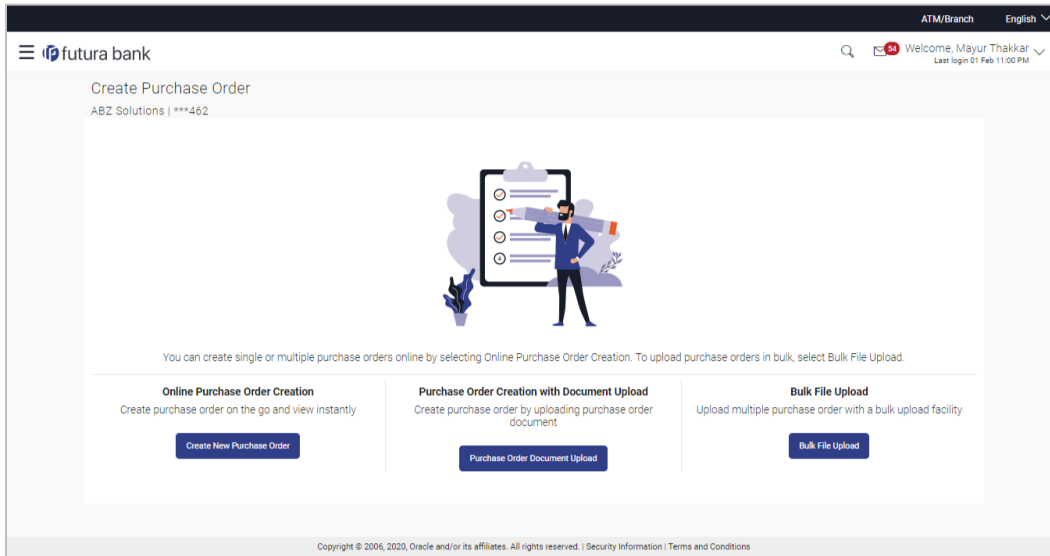 ATM/Branch English
futura bank
54
Welcome, Mayur Thakkar
Last login 01 Feb 11:00 PM
Create Purchase Order
ABZ Solutions | ***462
4
You can create single or multiple purchase orders online by selecting Online Purchase Order Creation. To upload purchase orders in bulk, select Bulk File Upload.
Online Purchase Order Creation
Create purchase order on the go and view instantly
Create New Purchase Order
Purchase Order Creation with Document Upload
Create purchase order by uploading purchase order
document
Purchase Order Document Upload
Bulk File Upload
Upload multiple purchase order with a bulk upload facility
Bulk File Upload
Copyright © 2006, 2020, Oracle and/or its affiliates. All rights reserved. | Security Information | Terms and Conditions